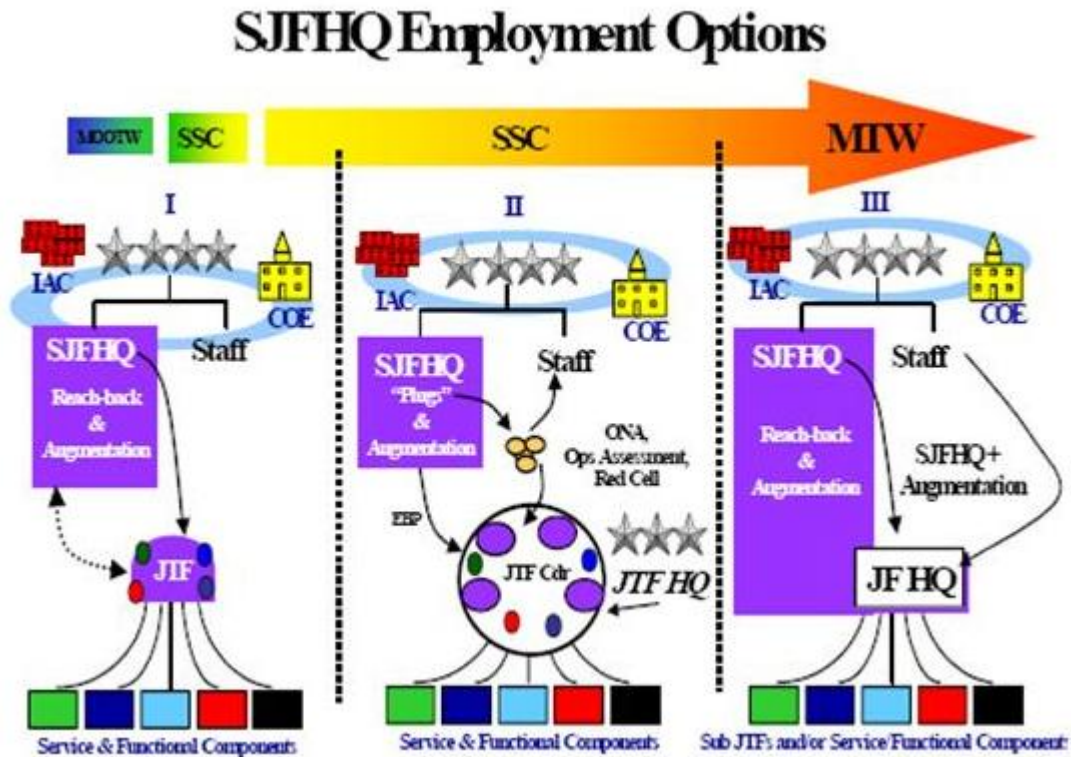 SJFHQ Employment Options
MOOTW
SSC
SSC
MTW
I
IAC
COE
SJFHQ
Staff
Reach-back
&
Augmentation
JTF
Service & Functional Components
II
IAC
COE
SJFHQ
"Plugs"
&
Augmentation
Staff
ONA,
Ops Assessment,
Red Cell
EBP
JTF Cdr
JTF HQ
Service & Functional Components
III
IAC
COE
SJFHQ
Staff
Reach-back
&
Augmentation
SJFHQ+
Augmentation
JF HQ
Sub JTFs and/or Service/Functional Component